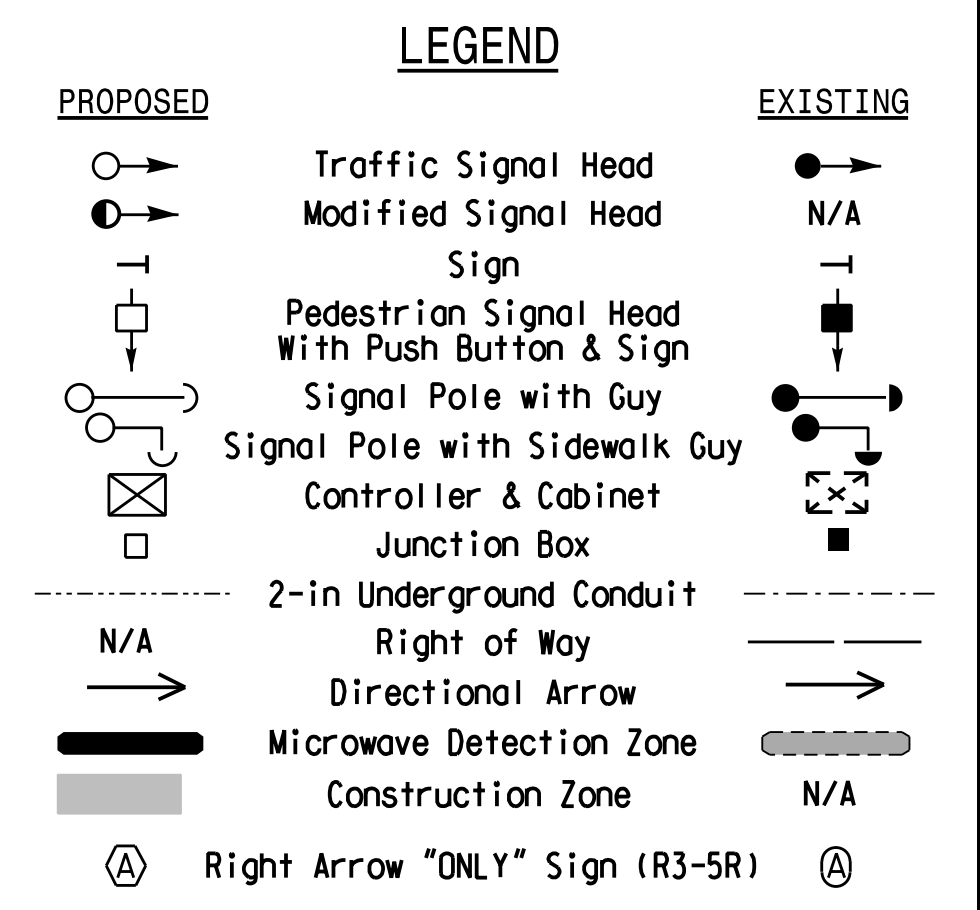 LEGEND
PROPOSED EXISTING
Traffic Signal Head
Modified Signal Head N/A
Sign
Pedestrian Signal Head
With Push Button & Sign
Signal Pole with Guy
Signal Pole with Sidewalk Guy
Controller & Cabinet
Junction Box
2-in Underground Conduit
N/A Right of Way
Directional Arrow
Microwave Detection Zone
Construction Zone N/A
A Right Arrow "ONLY" Sign (R3-5R) A